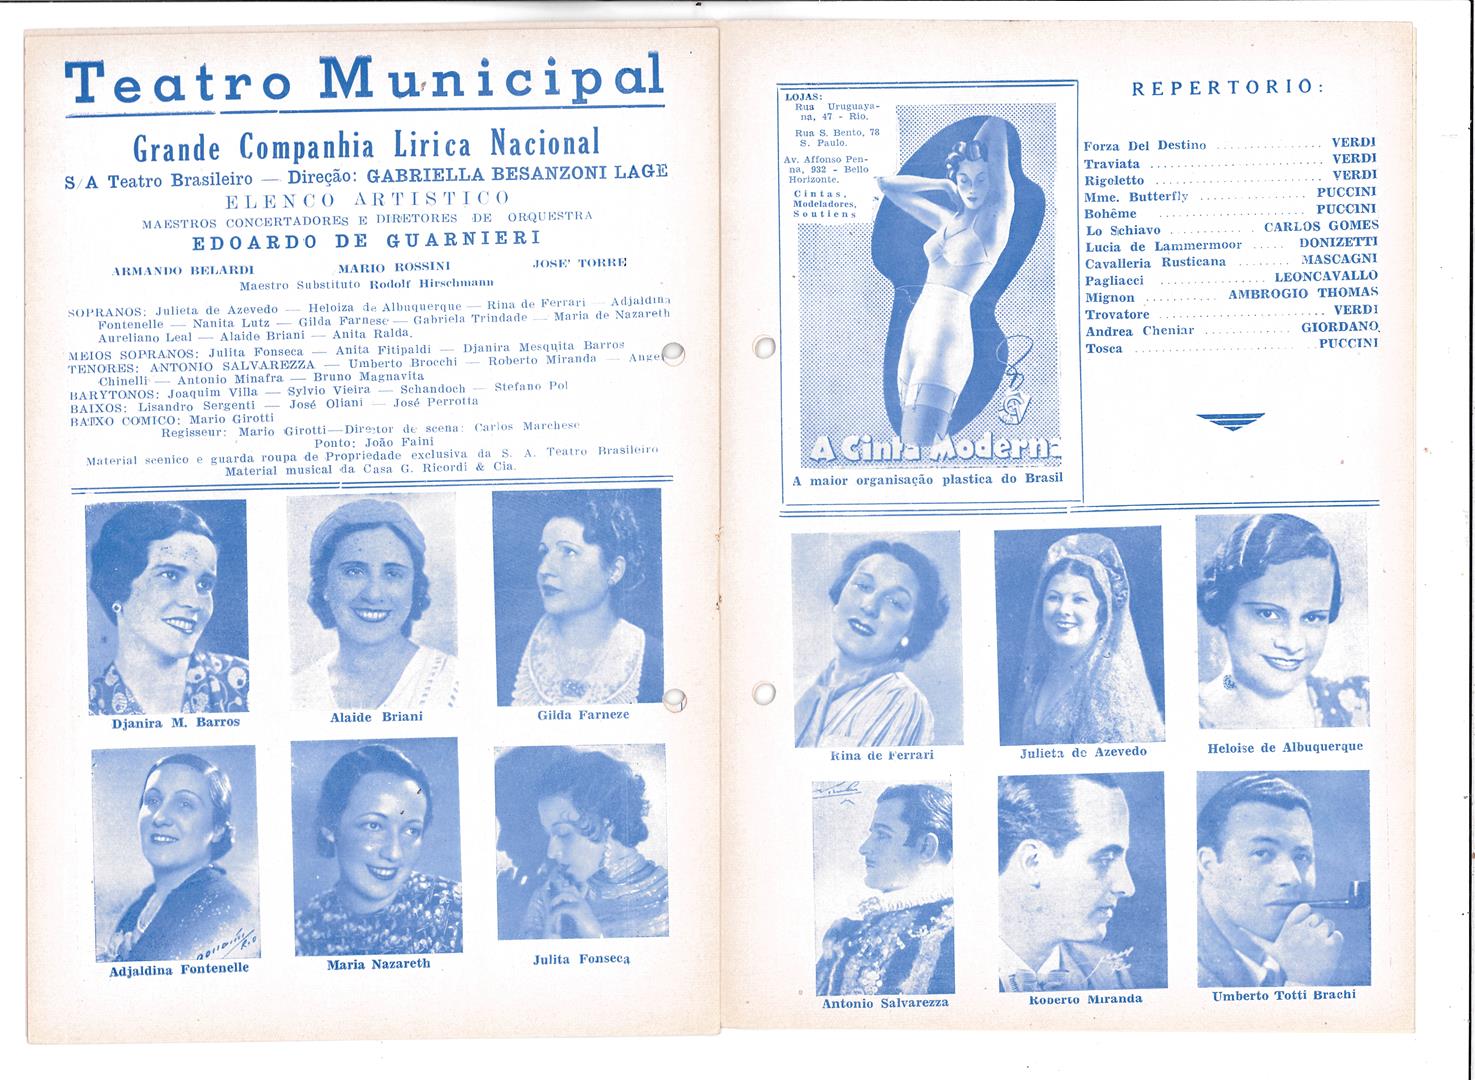 Teatro Municipal
Grande Companhia Lirica Nacional
S/A Teatro Brasileiro — Direção: GABRIELLA BESANZONI LAGE
ELENCO ARTISTICO
MAESTROS CONCERTADORES E DIRETORES DE ORQUESTRA
EDOARDO DE GUARNIERI
ARMANDO BELARDI MARIO ROSSINI JOSE' TORRE
Maestro Substituto Rodolf Hirschmann
SOPRANOS: Julieta de Azevedo — Heloiza de Albuquerque — Rina de Ferrari — Adjaldina
Fontenelle — Nanita Lutz — Gilda Farnese — Gabriela Trindade — Maria de Nazareth
Aureliano Leal — Alaide Briani — Anita Ralda.
MEIOS SOPRANOS: Julita Fonseca — Anita Fitipaldi — Djanira Mesquita Barros
TENORES: ANTONIO SALVAREZZA — Umberto Brocchi — Roberto Miranda — Angel
Chinelli — Antonio Minafra — Bruno Magnavita
BARYTONOS: Joaquim Villa — Sylvio Vieira — Schandoch — Stefano Pol
BAIXOS: Lisandro Sergenti — José Oliani — José Perrotta
BAIXO COMICO: Mario Girotti
Regisseur: Mario Girotti—Diretor de scena: Carlos Marchese
Ponto: João Faini
Material scenico e guarda roupa de Propriedade exclusiva da S. A. Teatro Brasileiro
Material musical da Casa G. Ricordi & Cia.
Djanira M. Barros
Alaide Briani
Gilda Farneze
Adjaldina Fontenelle
Maria Nazareth
Julita Fonseca
LOJAS:
Rua Uruguaya-
na, 47 - Rio.
Rua S. Bento, 78
S. Paulo.
Av. Affonso Pen-
na, 932 - Bello
Horizonte.
Cintas,
Modeladores,
Soutiens
A Cinta Moderna
A maior organisação plastica do Brasil
REPERTORIO:
Forza Del Destino .............. VERDI
Traviata .............. VERDI
Rigeletto .............. VERDI
Mme. Butterfly .............. PUCCINI
Bohême .............. PUCCINI
Lo Schiavo .............. CARLOS GOMES
Lucia de Lammermoor ..... DONIZETTI
Cavalleria Rusticana ........ MASCAGNI
Pagliacci .............. LEONCAVALLO
Mignon .......... AMBROGIO THOMAS
Trovatore .............. VERDI
Andrea Cheniar ............ GIORDANO
Tosca .............. PUCCINI
Rina de Ferrari
Julieta de Azevedo
Heloise de Albuquerque
Antonio Salvarezza
Roberto Miranda
Umberto Totti Brachi